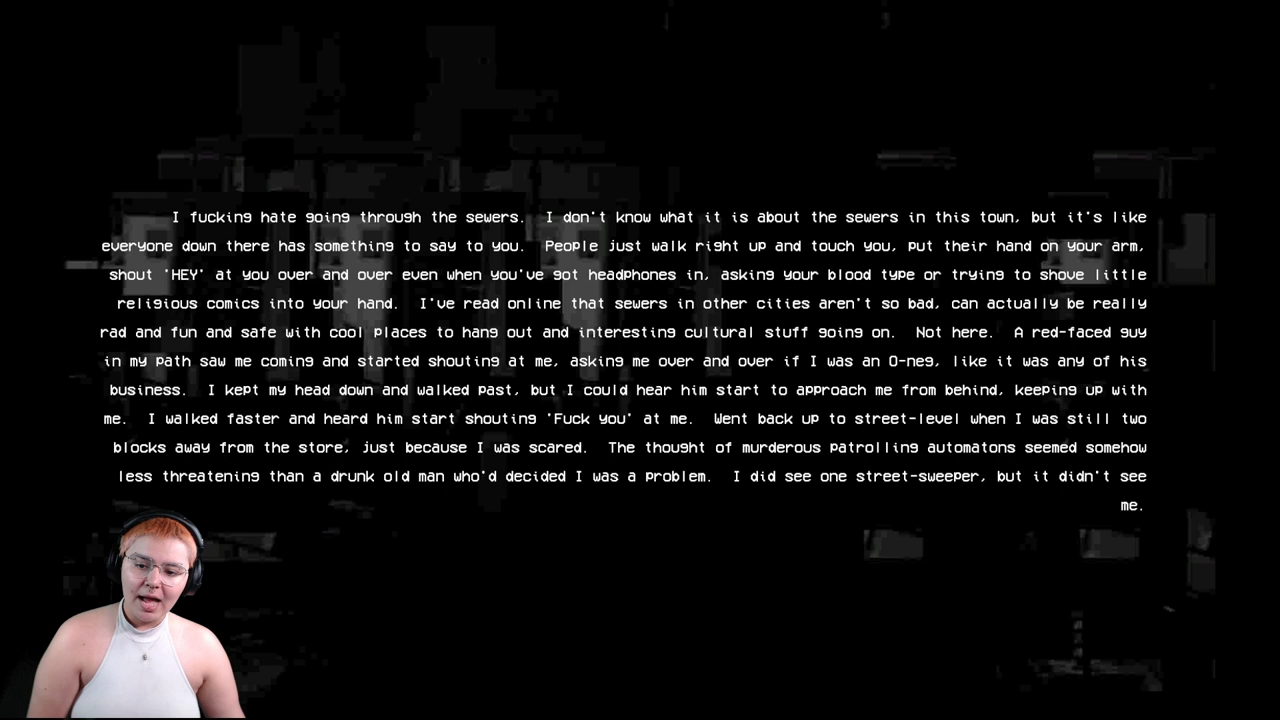 I fucking hate going through the sewers.  I don't know what it is about the sewers in this town, but it's like
everyone down there has something to say to you.  People just walk right up and touch you, put their hand on your arm,
shout 'HEY' at you over and over even when you've got headphones in, asking your blood type or trying to shove little
religious comics into your hand.  I've read online that sewers in other cities aren't so bad, can actually be really
rad and fun and safe with cool places to hang out and interesting cultural stuff going on.  Not here.  A red-faced guy
in my path saw me coming and started shouting at me, asking me over and over if I was an O-neg, like it was any of his
business.  I kept my head down and walked past, but I could hear him start to approach me from behind, keeping up with
me.  I walked faster and heard him start shouting 'Fuck you' at me.  Went back up to street-level when I was still two
blocks away from the store, just because I was scared.  The thought of murderous patrolling automatons seemed somehow
less threatening than a drunk old man who'd decided I was a problem.  I did see one street-sweeper, but it didn't see
me.